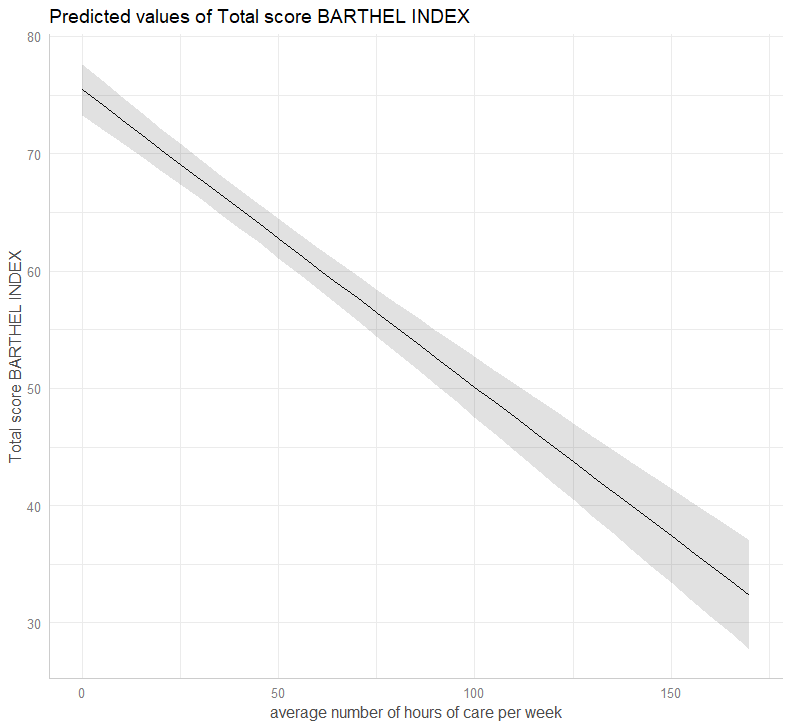 Predicted values of Total score BARTHEL INDEX
80
70
60
50
40
30
Total score BARTHEL INDEX
0 50 100 150
average number of hours of care per week